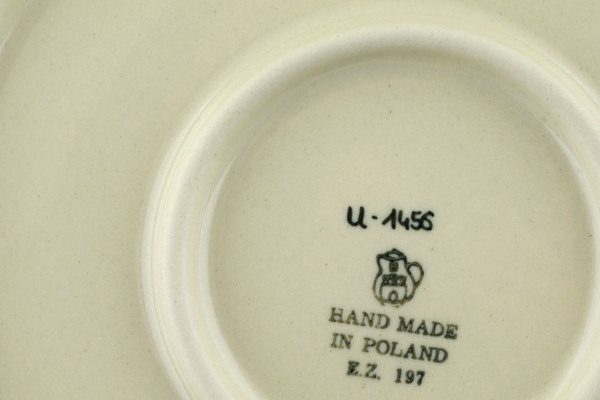 U-1456
HAND MADE
IN POLAND
E.Z. 197